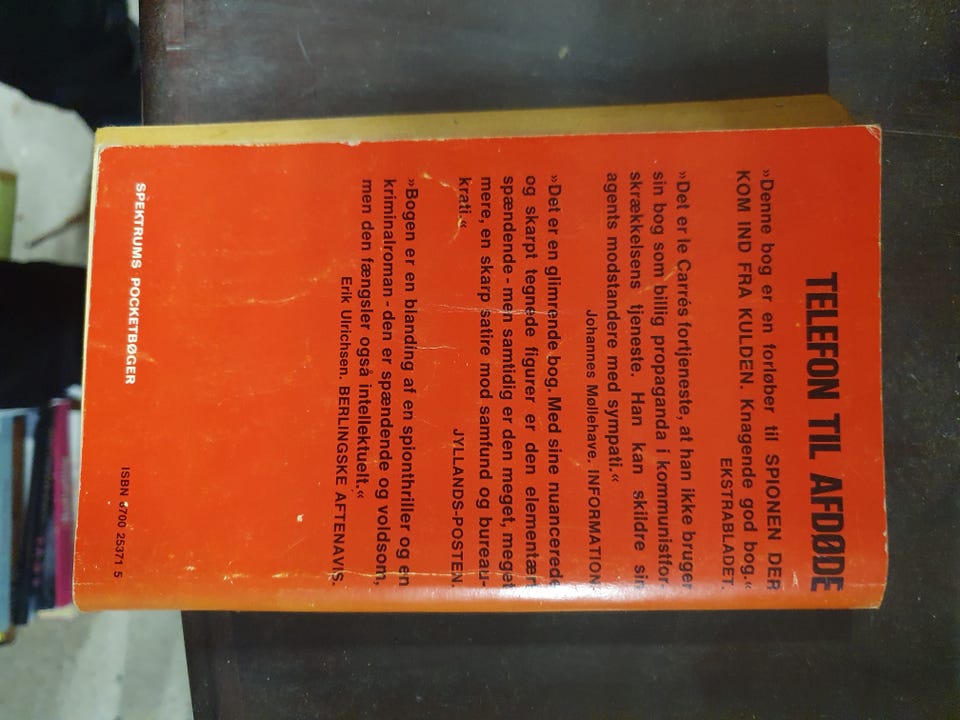 TELEFON TIL AFDØDE
»Denne bog er en forløber til SPIONEN DER
KOM IND FRA KULDEN. Knagende god bog.«
EKSTRABLADET.
»Det er le Carrés fortjeneste, at han ikke bruger
sin bog som billig propaganda i kommunistfor-
skrækkelsens tjeneste. Han kan skildre sin
agents modstandere med sympati.«
Johannes Møllehave. INFORMATION.
»Det er en glimrende bog. Med sine nuancerede
og skarpt tegnede figurer er den elementær
spændende - men samtidig er den meget, meget
mere, en skarp satire mod samfund og bureau-
krati.«
JYLLANDS-POSTEN.
»Bogen er en blanding af en spionthriller og en
kriminalroman - den er spændende og voldsom,
men den fængsler også intellektuelt.«
Erik Ulrichsen. BERLINGSKE AFTENAVIS.
SPEKTRUMS POCKETBØGER
ISBN 8700 25371 5